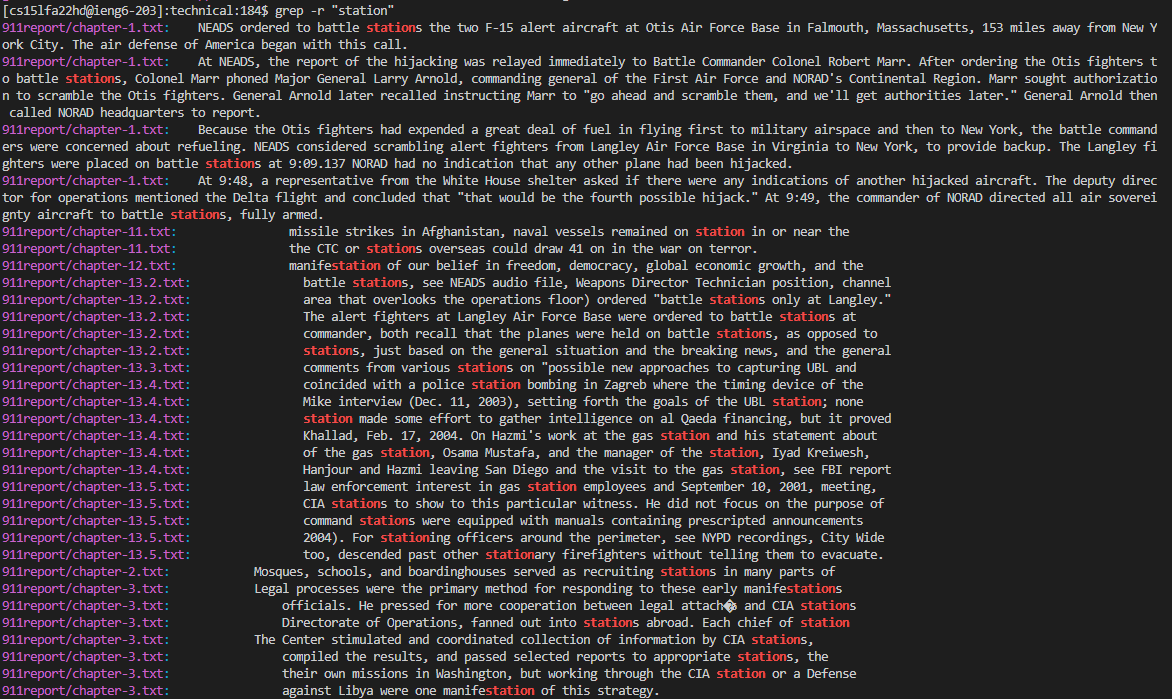 [cs15lfa22hd@ieng6-203]:technical:184$ grep -r "station"
911report/chapter-1.txt:    NEADS ordered to battle stations the two F-15 alert aircraft at Otis Air Force Base in Falmouth, Massachusetts, 153 miles away from New Y
ork City. The air defense of America began with this call.
911report/chapter-1.txt:    At NEADS, the report of the hijacking was relayed immediately to Battle Commander Colonel Robert Marr. After ordering the Otis fighters t
o battle stations, Colonel Marr phoned Major General Larry Arnold, commanding general of the First Air Force and NORAD's Continental Region. Marr sought authorizatio
n to scramble the Otis fighters. General Arnold later recalled instructing Marr to "go ahead and scramble them, and we'll get authorities later." General Arnold then
 called NORAD headquarters to report.
911report/chapter-1.txt:    Because the Otis fighters had expended a great deal of fuel in flying first to military airspace and then to New York, the battle command
ers were concerned about refueling. NEADS considered scrambling alert fighters from Langley Air Force Base in Virginia to New York, to provide backup. The Langley fi
ghters were placed on battle stations at 9:09.137 NORAD had no indication that any other plane had been hijacked.
911report/chapter-1.txt:    At 9:48, a representative from the White House shelter asked if there were any indications of another hijacked aircraft. The deputy direc
tor for operations mentioned the Delta flight and concluded that "that would be the fourth possible hijack." At 9:49, the commander of NORAD directed all air soverei
gnty aircraft to battle stations, fully armed.
911report/chapter-11.txt:                missile strikes in Afghanistan, naval vessels remained on station in or near the
911report/chapter-11.txt:                the CTC or stations overseas could draw 41 on in the war on terror.
911report/chapter-12.txt:                manifestation of our belief in freedom, democracy, global economic growth, and the
911report/chapter-13.2.txt:                battle stations, see NEADS audio file, Weapons Director Technician position, channel
911report/chapter-13.2.txt:                area that overlooks the operations floor) ordered "battle stations only at Langley."
911report/chapter-13.2.txt:                The alert fighters at Langley Air Force Base were ordered to battle stations at
911report/chapter-13.2.txt:                commander, both recall that the planes were held on battle stations, as opposed to
911report/chapter-13.2.txt:                stations, just based on the general situation and the breaking news, and the general
911report/chapter-13.3.txt:                comments from various stations on "possible new approaches to capturing UBL and
911report/chapter-13.4.txt:                coincided with a police station bombing in Zagreb where the timing device of the
911report/chapter-13.4.txt:                Mike interview (Dec. 11, 2003), setting forth the goals of the UBL station; none
911report/chapter-13.4.txt:                station made some effort to gather intelligence on al Qaeda financing, but it proved
911report/chapter-13.4.txt:                Khallad, Feb. 17, 2004. On Hazmi's work at the gas station and his statement about
911report/chapter-13.4.txt:                of the gas station, Osama Mustafa, and the manager of the station, Iyad Kreiwesh,
911report/chapter-13.4.txt:                Hanjour and Hazmi leaving San Diego and the visit to the gas station, see FBI report
911report/chapter-13.5.txt:                law enforcement interest in gas station employees and September 10, 2001, meeting,
911report/chapter-13.5.txt:                CIA stations to show to this particular witness. He did not focus on the purpose of
911report/chapter-13.5.txt:                command stations were equipped with manuals containing prescripted announcements
911report/chapter-13.5.txt:                2004). For stationing officers around the perimeter, see NYPD recordings, City Wide
911report/chapter-13.5.txt:                too, descended past other stationary firefighters without telling them to evacuate.
911report/chapter-2.txt:            Mosques, schools, and boardinghouses served as recruiting stations in many parts of
911report/chapter-3.txt:            Legal processes were the primary method for responding to these early manifestations
911report/chapter-3.txt:                officials. He pressed for more cooperation between legal attach� and CIA stations
911report/chapter-3.txt:                Directorate of Operations, fanned out into stations abroad. Each chief of station
911report/chapter-3.txt:            The Center stimulated and coordinated collection of information by CIA stations,
911report/chapter-3.txt:                compiled the results, and passed selected reports to appropriate stations, the
911report/chapter-3.txt:                their own missions in Washington, but working through the CIA station or a Defense
911report/chapter-3.txt:                against Libya were one manifestation of this strategy.